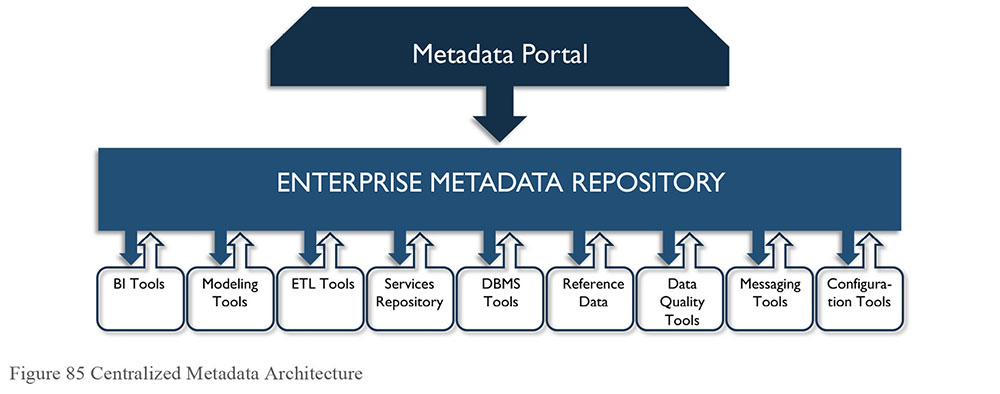 Metadata Portal
ENTERPRISE METADATA REPOSITORY
BI Tools
Modeling
Tools
ETL Tools
Services
Repository
DBMS
Tools
Reference
Data
Data
Quality
Tools
Messaging
Tools
Configura-
tion Tools
Figure 85 Centralized Metadata Architecture